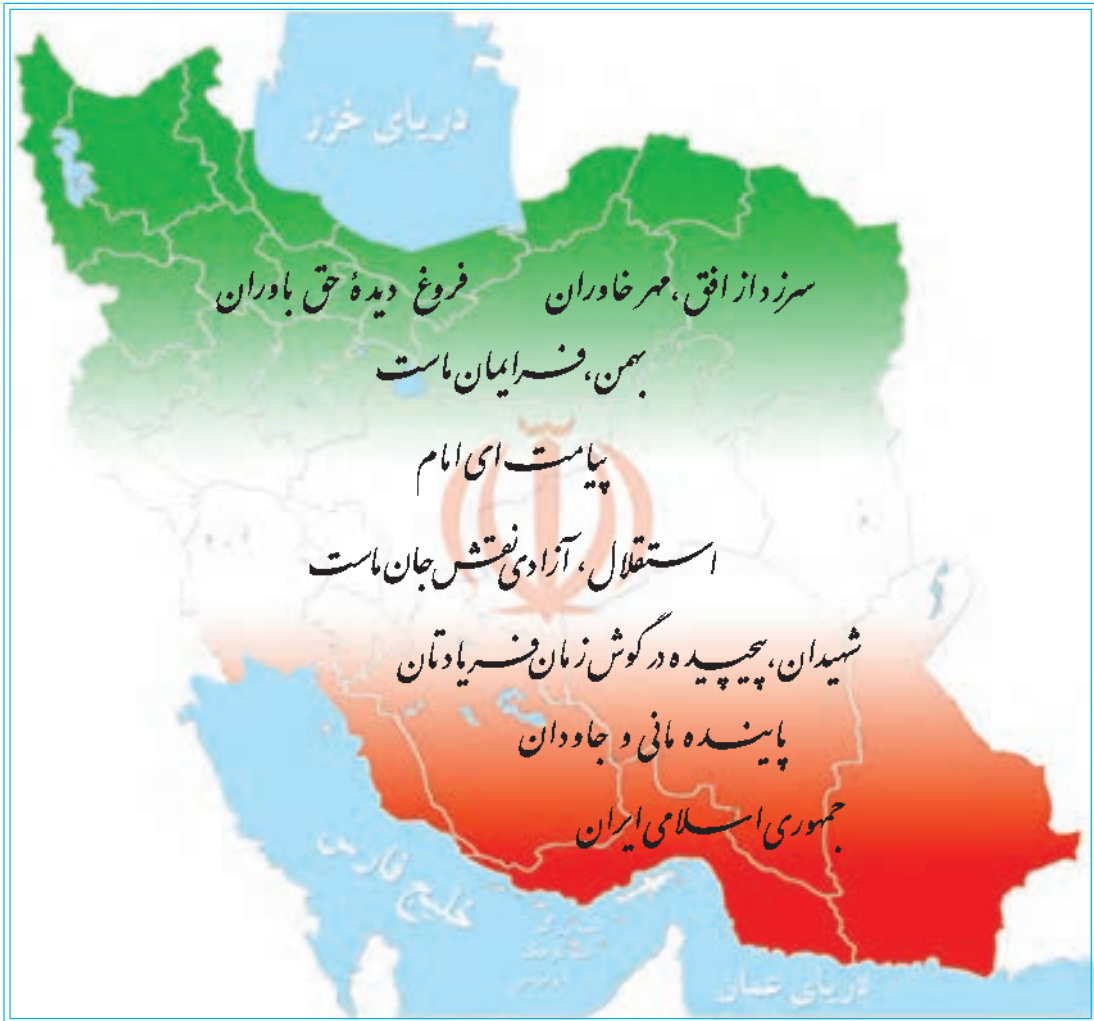 دریای خزر
سرزد از افق، مهر خاوران فروغ دیدهٔ حق باوران
بهمن، فر ایمان ماست
پیامت ای امام
استقلال، آزادی نقش جان ماست
شهیدان، پیچیده در گوش زمان فریادتان
پاینده مانی و جاودان
جمهوری اسلامی ایران
خلیج فارس
دریای عمان